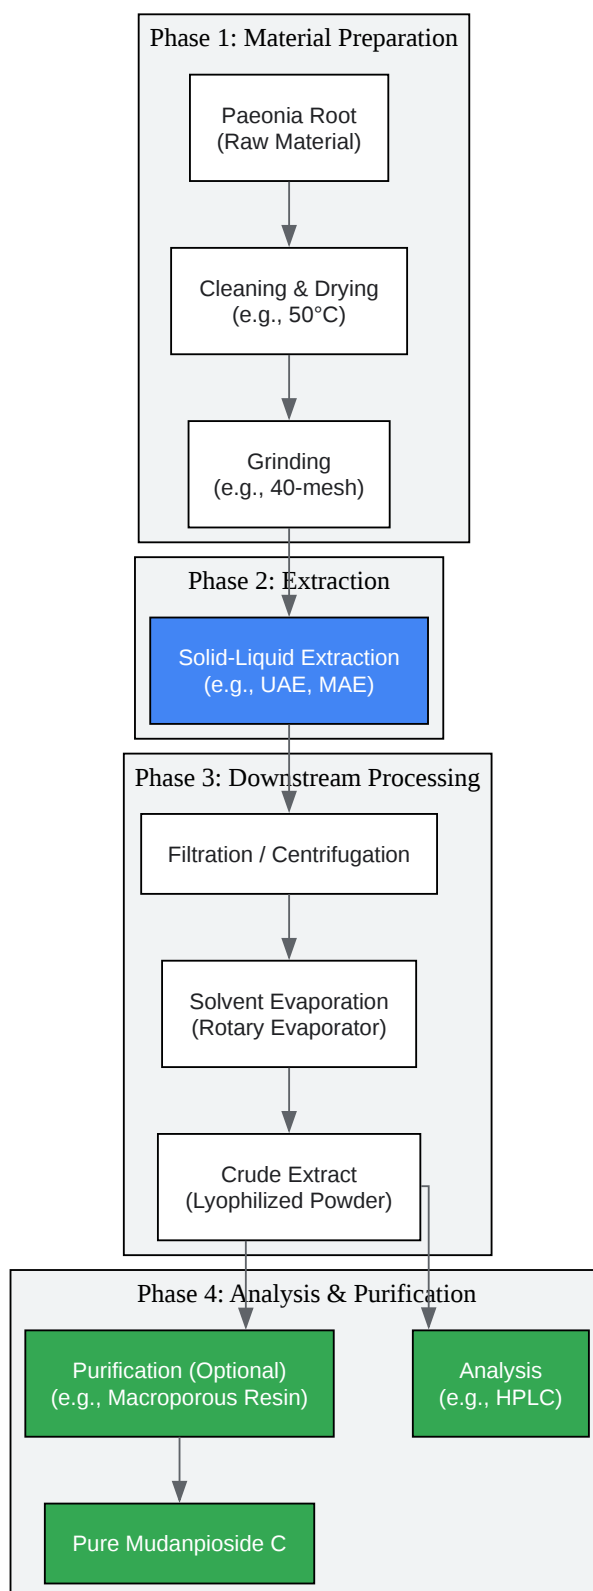 Phase 1: Material Preparation
Paeonia Root
(Raw Material)
Cleaning & Drying
(e.g., 50°C)
Grinding
(e.g., 40-mesh)
Phase 2: Extraction
Solid-Liquid Extraction
(e.g., UAE, MAE)
Phase 3: Downstream Processing
Filtration / Centrifugation
Solvent Evaporation
(Rotary Evaporator)
Crude Extract
(Lyophilized Powder)
Phase 4: Analysis & Purification
Purification (Optional)
(e.g., Macroporous Resin)
Analysis
(e.g., HPLC)
Pure Mudanpioside C